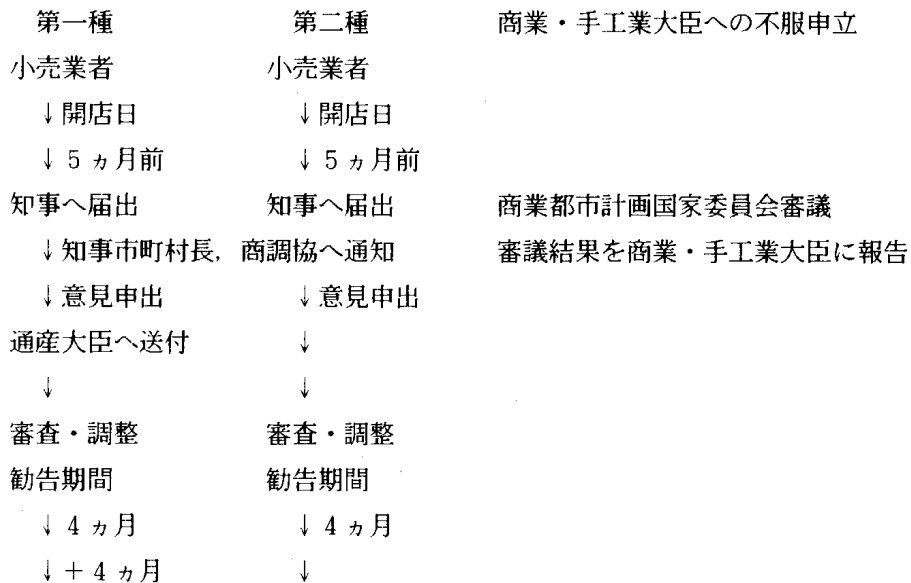 第一種 第二種 商業・手工業大臣への不服申立
小売業者 小売業者
↓開店日 ↓開店日
↓5ヵ月前 ↓5ヵ月前
知事へ届出 知事へ届出 商業都市計画国家委員会審議
↓知事市町村長，商調協へ通知 審議結果を商業・手工業大臣に報告
↓意見申出 ↓意見申出
通産大臣へ送付 ↓
↓ ↓
審査・調整 審査・調整
勧告期間 勧告期間
↓4ヵ月 ↓4ヵ月
↓＋4ヵ月 ↓